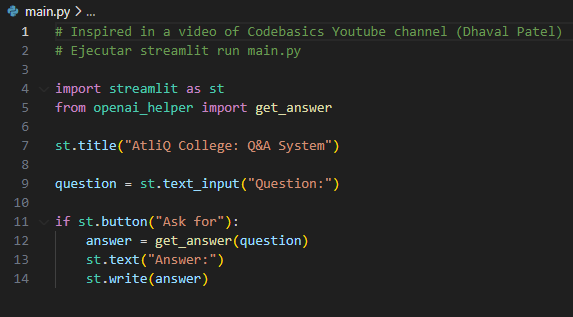 main.py > ...
1 # Inspired in a video of Codebasics Youtube channel (Dhaval Patel)
2 # Ejecutar streamlit run main.py
3
4 import streamlit as st
5 from openai_helper import get_answer
6
7 st.title("AtliQ College: Q&A System")
8
9 question = st.text_input("Question:")
10
11 if st.button("Ask for"):
12     answer = get_answer(question)
13     st.text("Answer:")
14     st.write(answer)